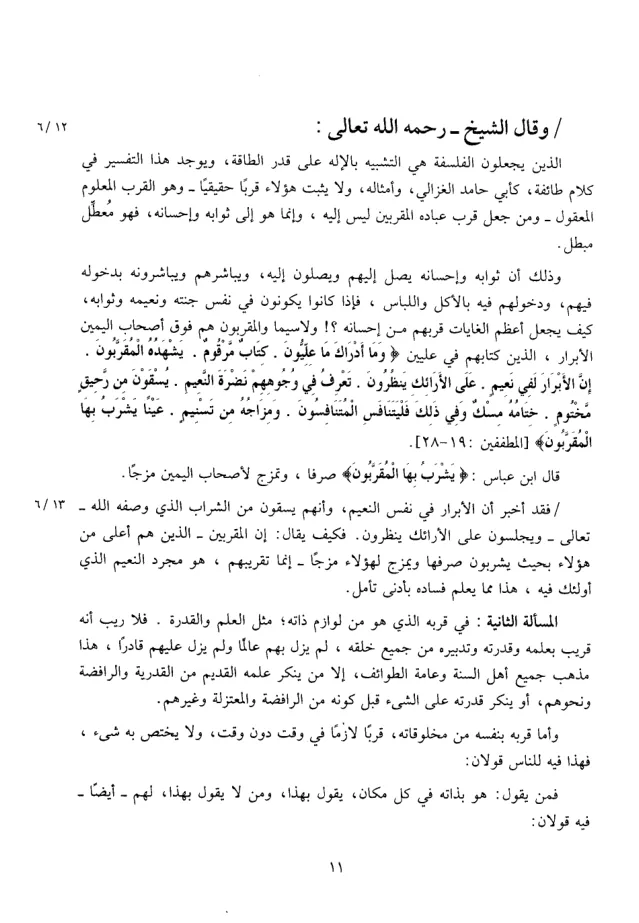 / وقال الشيخ ـ رحمه الله تعالى : ٦/١٢
الذين يجعلون الفلسفة هي التشبيه بالإله على قدر الطاقة، ويوجد هذا التفسير في
كلام طائفة، كأبي حامد الغزالي، وأمثاله، ولا يثبت هؤلاء قربًا حقيقيًا ـ وهو القرب المعلوم
المعقول ـ ومن جعل قرب عباده المقربين ليس إليه ، وإنما هو إلى ثوابه وإحسانه، فهو مُعطِّل
مبطل.
وذلك أن ثوابه وإحسانه يصل إليهم ويصلون إليه، ويباشرهم ويباشرونه بدخوله
فيهم، ودخولهم فيه بالأكل واللباس ، فإذا كانوا يكونون في نفس جنته ونعيمه وثوابه،
كيف يجعل أعظم الغايات قربهم مـن إحسانه ؟! ولاسيما والمقربون هم فوق أصحاب اليمين
الأبرار ، الذين كتابهم في عليين ﴿ وَمَا أَدْرَاكَ مَا عِلِّيُّونَ . كِتَابٌ مَّرْقُومٌ . يَشْهَدُهُ الْمُقَرَّبُونَ .
إِنَّ الأَبْرَارَ لَفِي نَعِيمٍ . عَلَى الأَرَائِكِ يَنظُرُونَ . تَعْرِفُ فِي وُجُوهِهِمْ نَضْرَةَ النَّعِيمِ . يُسْقَوْنَ مِن رَّحِيقٍ
مَّخْتُومٍ . خِتَامُهُ مِسْكٌ وَفِي ذَلِكَ فَلْيَتَنَافَسِ الْمُتَنَافِسُونَ . وَمِزَاجُهُ مِن تَسْنِيمٍ . عَيْنًا يَشْرَبُ بِهَا
الْمُقَرَّبُونَ﴾ [المطففين :١٩-٢٨].
قال ابن عباس :﴿ يَشْرَبُ بِهَا الْمُقَرَّبُونَ﴾ صرفا ، وتمزج لأصحاب اليمين مزجًا.
/ فقد أخبر أن الأبرار في نفس النعيم، وأنهم يسقون من الشراب الذي وصفه الله ـ ٦/١٣
تعالى ـ ويجلسون على الأرائك ينظرون. فكيف يقال: إن المقربين ـ الذين هم أعلى من
هؤلاء بحيث يشربون صرفها ويمزج لهؤلاء مزجًا ـ إنما تقريبهم ، هو مجرد النعيم الذي
أولئك فيه ، هذا مما يعلم فساده بأدنى تأمل.
المسألة الثانية : في قربه الذي هو من لوازم ذاته؛ مثل العلم والقدرة . فلا ريب أنه
قريب بعلمه وقدرته وتدبيره من جميع خلقه ، لم يزل بهم عالمًا ولم يزل عليهم قادرًا ، هذا
مذهب جميع أهل السنة وعامة الطوائف، إلا من ينكر علمه القديم من القدرية والرافضة
ونحوهم، أو ينكر قدرته على الشىء قبل كونه من الرافضة والمعتزلة وغيرهم.
وأما قربه بنفسه من مخلوقاته، قربًا لازمًا في وقت دون وقت، ولا يختص به شىء ،
فهذا فيه للناس قولان:
فمن يقول: هو بذاته في كل مكان، يقول بهذا، ومن لا يقول بهذا، لهم ـ أيضًا ـ
فيه قولان:
١١